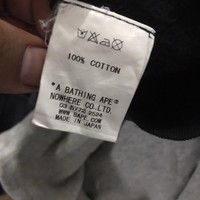 100% COTTON
"A BATHING APE®
NOWHERE CO.LTD.
WWW.BAPE.COM
MADE IN JAPAN